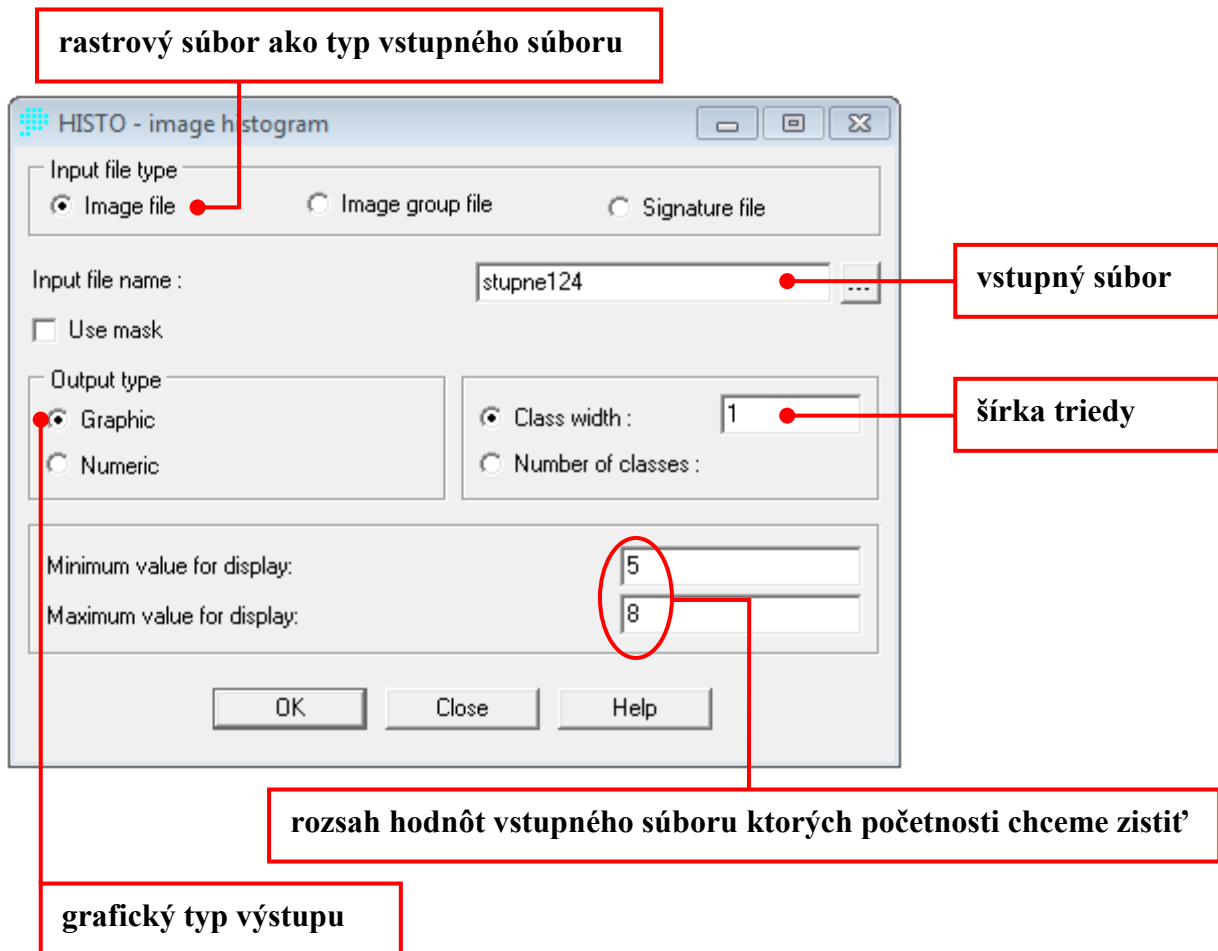 rastrový súbor ako typ vstupného súboru
HISTO - image histogram
Input file type
Image file
Image group file
Signature file
Input file name :
stupne124
...
vstupný súbor
Use mask
Output type
Graphic
Numeric
Class width :
1
šírka triedy
Number of classes :
Minimum value for display:
5
Maximum value for display:
8
OK
Close
Help
rozsah hodnôt vstupného súboru ktorých početnosti chceme zistiť
grafický typ výstupu